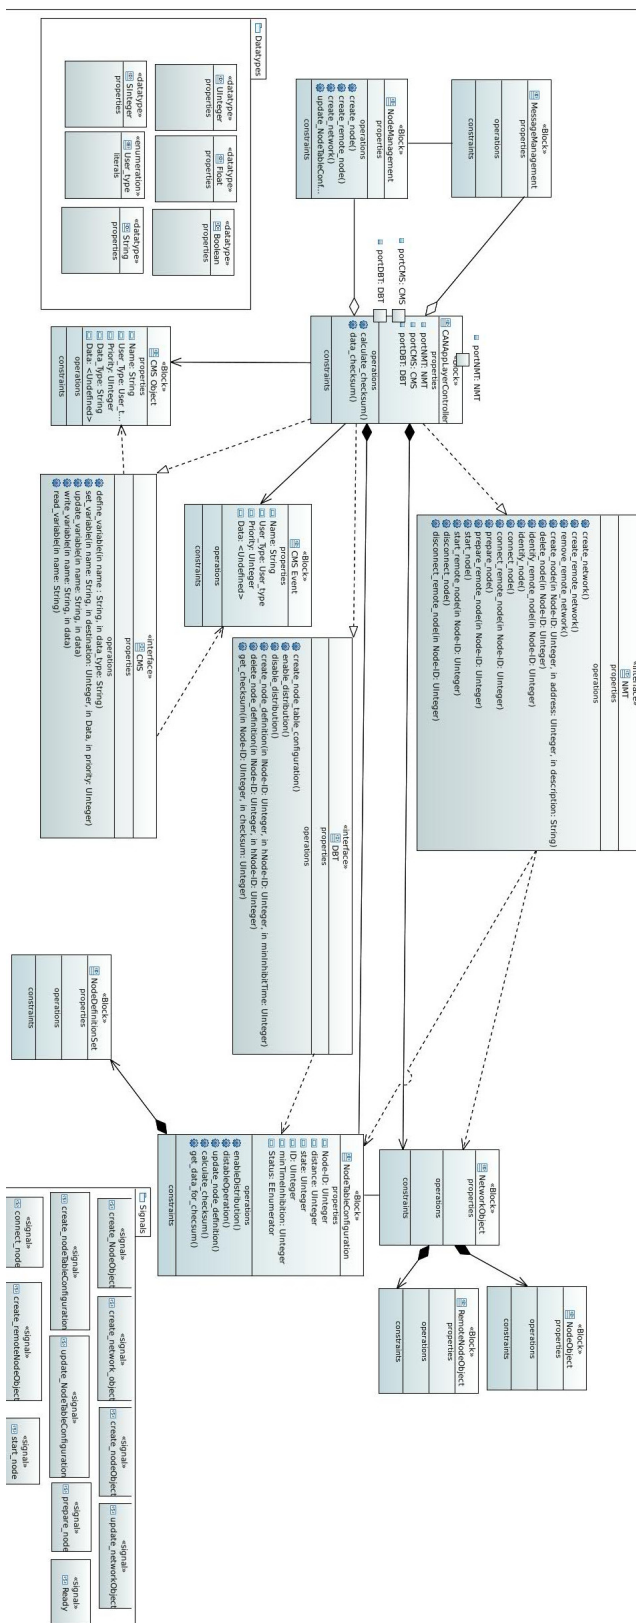 «Block»
MessageManagement
properties
operations
constraints
«Block»
NodeManagement
properties
operations
create_node()
create_remote_node()
create_network()
update_NodeTableConf...
constraints
Datatypes
«datatype»
UInteger
properties
«datatype»
Float
properties
«datatype»
Boolean
properties
«datatype»
SInteger
properties
«enumeration»
User_type
literals
«datatype»
String
properties
portNMT: NMT
portCMS: CMS
portDBT: DBT
«Block»
CANAppLayerController
properties
portNMT: NMT
portCMS: CMS
portDBT: DBT
operations
calculate_checksum()
data_checksum()
constraints
«Block»
CMS Object
properties
Name: String
User_Type: User_t...
Priority: UInteger
Data_Type: String
Data: <Undefined>
operations
constraints
«interface»
NMT
properties
operations
create_network()
create_remote_network()
remove_remote_network()
create_node(in Node-ID: UInteger, in address: UInteger, in description: String)
delete_node(in Node-ID: UInteger)
identify_remote_node(in Node-ID: UInteger)
identify_node()
connect_node()
connect_remote_node(in Node-ID: UInteger)
prepare_node()
prepare_remote_node(in Node-ID: UInteger)
start_node()
start_remote_node(in Node-ID: UInteger)
disconnect_node()
disconnect_remote_node(in Node-ID: UInteger)
«Block»
CMS Event
properties
Name: String
User_Type: User_type
Priority: UInteger
Data: <Undefined>
operations
constraints
«interface»
CMS
properties
operations
define_variable(in name : String, in data_type: String)
set_variable(in name: String, in destination: UInteger, in Data, in priority: UInteger)
update_variable(in name: String, in data)
write_variable(in name: String, in data)
read_variable(in name: String)
«interface»
DBT
properties
operations
create_node_table_configuration()
enable_distribution()
disable_distribution()
create_node_definition(in lNode-ID: UInteger, in hNode-ID: UInteger, in minInhibitTime: UInteger)
delete_node_definition(in lNode-ID: UInteger, in hNode-ID: UInteger)
get_checksum(in Node-ID: UInteger, in checksum: UInteger)
«Block»
NodeDefinitionSet
properties
operations
constraints
«Block»
NetworkObject
properties
operations
constraints
«Block»
NodeTableConfiguration
properties
Node-ID: UInteger
distance: UInteger
state: UInteger
ID: UInteger
minTimeInhibition: UInteger
Status: EEnumerator
operations
enableDistribution()
distableOperation()
update_node_definition()
calculate_checksum()
get_data_for_checsum()
constraints
«Block»
NodeObject
properties
operations
constraints
«Block»
RemoteNodeObject
properties
operations
constraints
Signals
«signal»
create_NodeObject
«signal»
create_network_object
«signal»
create_nodeObject
«signal»
update_networkObject
«signal»
create_nodeTableConfiguration
«signal»
update_NodeTableConfiguration
«signal»
prepare_node
«signal»
Ready
«signal»
connect_node
«signal»
create_remoteNodeObject
«signal»
start_node